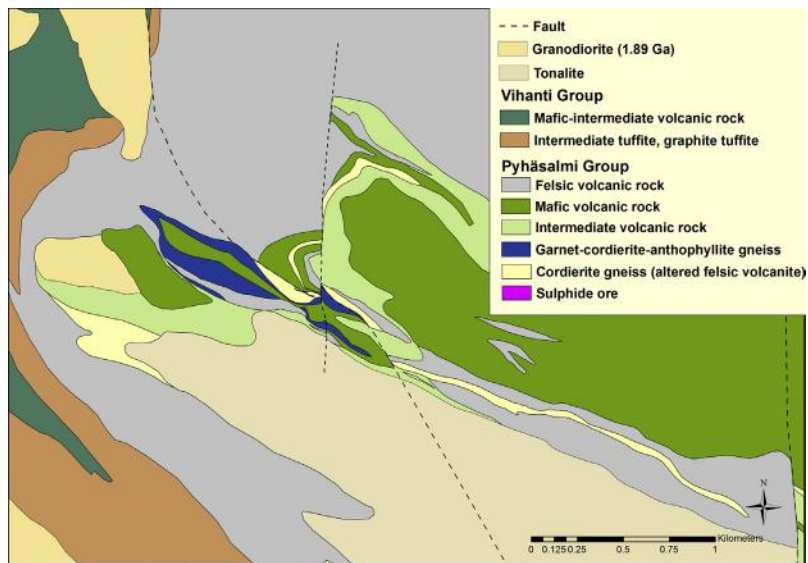 Fault
Granodiorite (1.89 Ga)
Tonalite
Vihanti Group
Mafic-intermediate volcanic rock
Intermediate tuffite, graphite tuffite
Pyhäsalmi Group
Felsic volcanic rock
Mafic volcanic rock
Intermediate volcanic rock
Garnet-cordierite-anthophyllite gneiss
Cordierite gneiss (altered felsic volcanite)
Sulphide ore
N
Kilometers
0 0.125 0.25 0.5 0.75 1